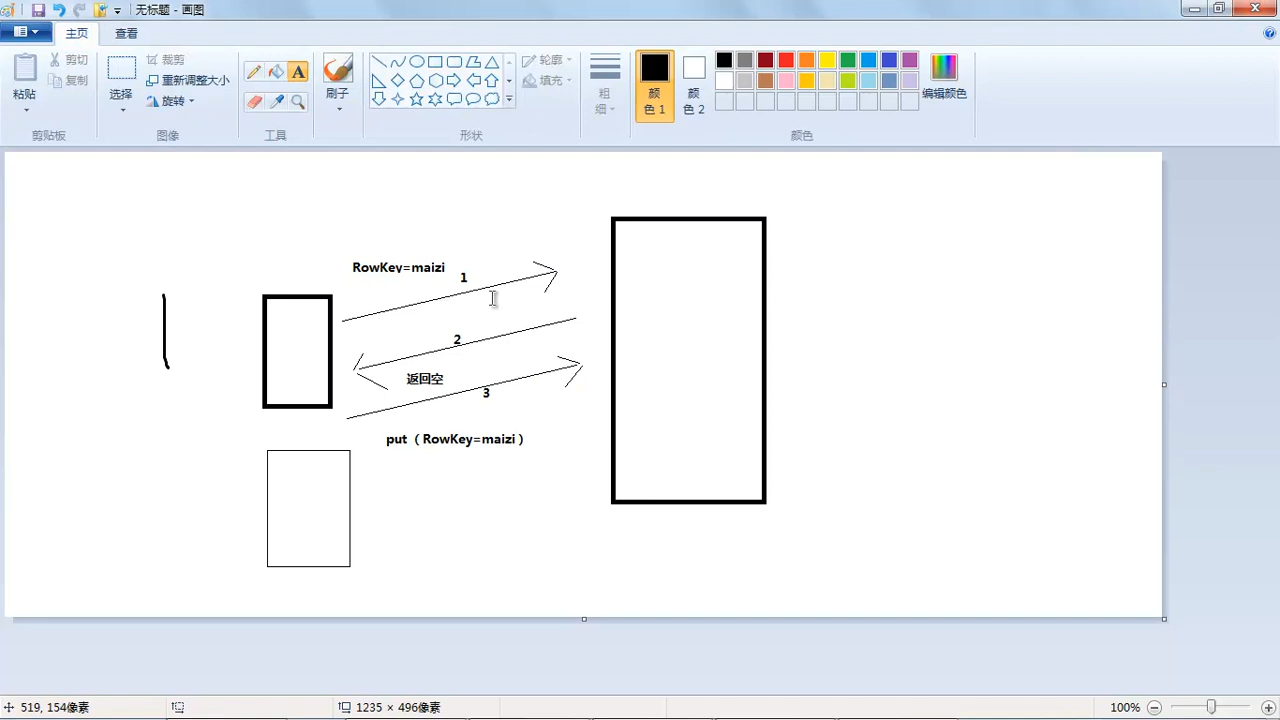 无标题 - 画图
主页
查看
粘贴
剪切
复制
剪贴板
选择
裁剪
重新调整大小
旋转
图像
A
工具
刷子
轮廓
填充
形状
粗
细
颜
色 1
颜
色 2
编辑颜色
颜色
RowKey=maizi
1
2
返回空
3
put（RowKey=maizi）
519, 154像素
1235 × 496像素
100%